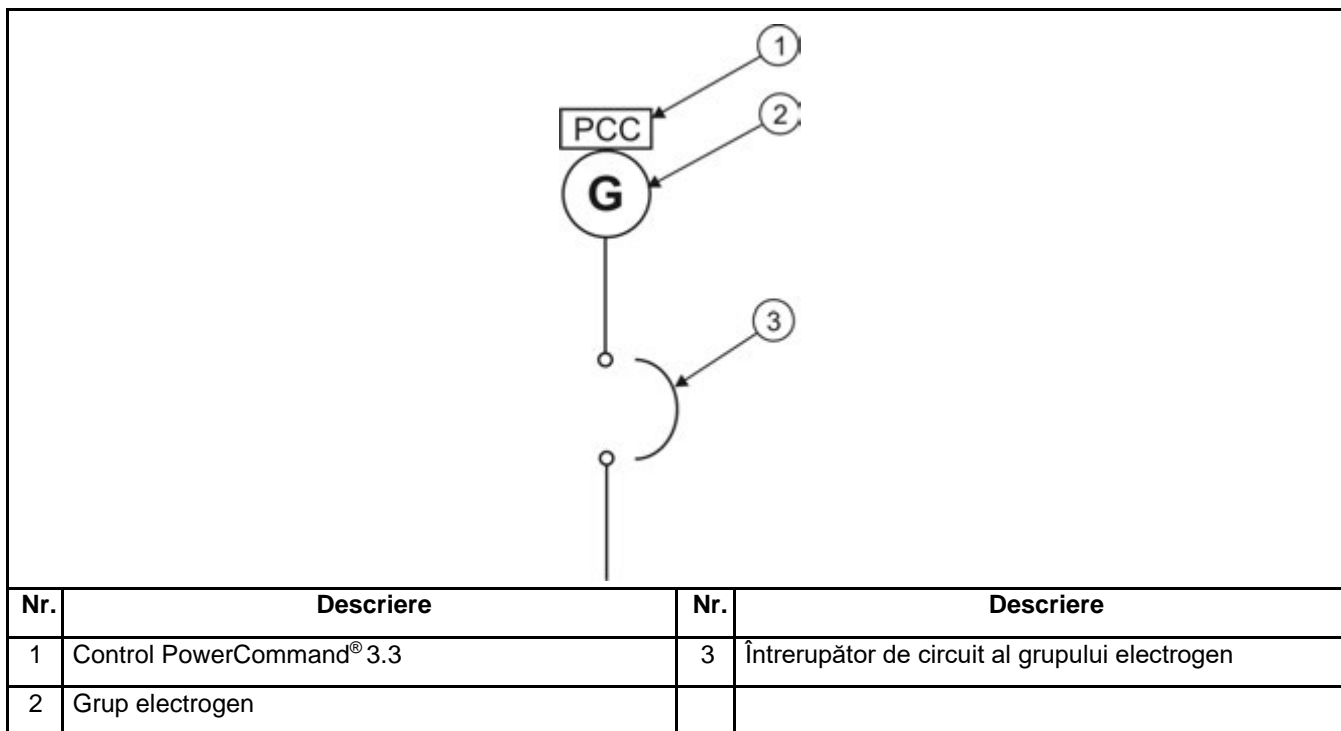 1
PCC
2
G
3
Nr. Descriere Nr. Descriere
1 Control PowerCommand® 3.3 3 Întrerupător de circuit al grupului electrogen
2 Grup electrogen